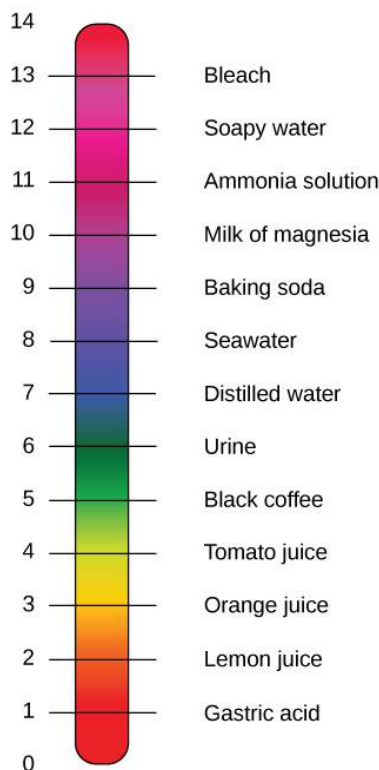 14
13 Bleach
12 Soapy water
11 Ammonia solution
10 Milk of magnesia
9 Baking soda
8 Seawater
7 Distilled water
6 Urine
5 Black coffee
4 Tomato juice
3 Orange juice
2 Lemon juice
1 Gastric acid
0